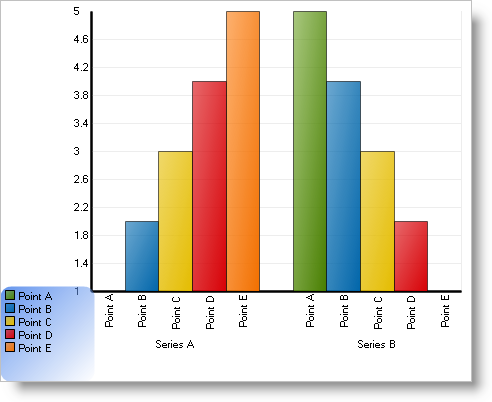 5
4.6
4.2
3.8
3.4
3
2.6
2.2
1.8
1.4
1
Point A
Point B
Point C
Point D
Point E
Point A
Point B
Point C
Point D
Point E
Series A
Series B
Point A
Point B
Point C
Point D
Point E